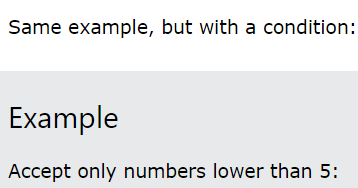 Same example, but with a condition:
Example
Accept only numbers lower than 5: